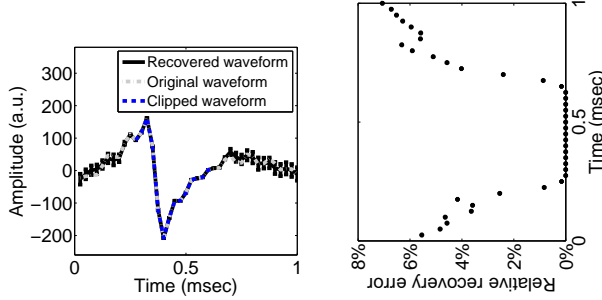 Recovered waveform
Original waveform
Clipped waveform
300
200
100
0
−100
−200
Amplitude (a.u.)
0
0.5
1
Time (msec)
0
0.5
1
Time (msec)
8%
6%
4%
2%
0%
Relative recovery error